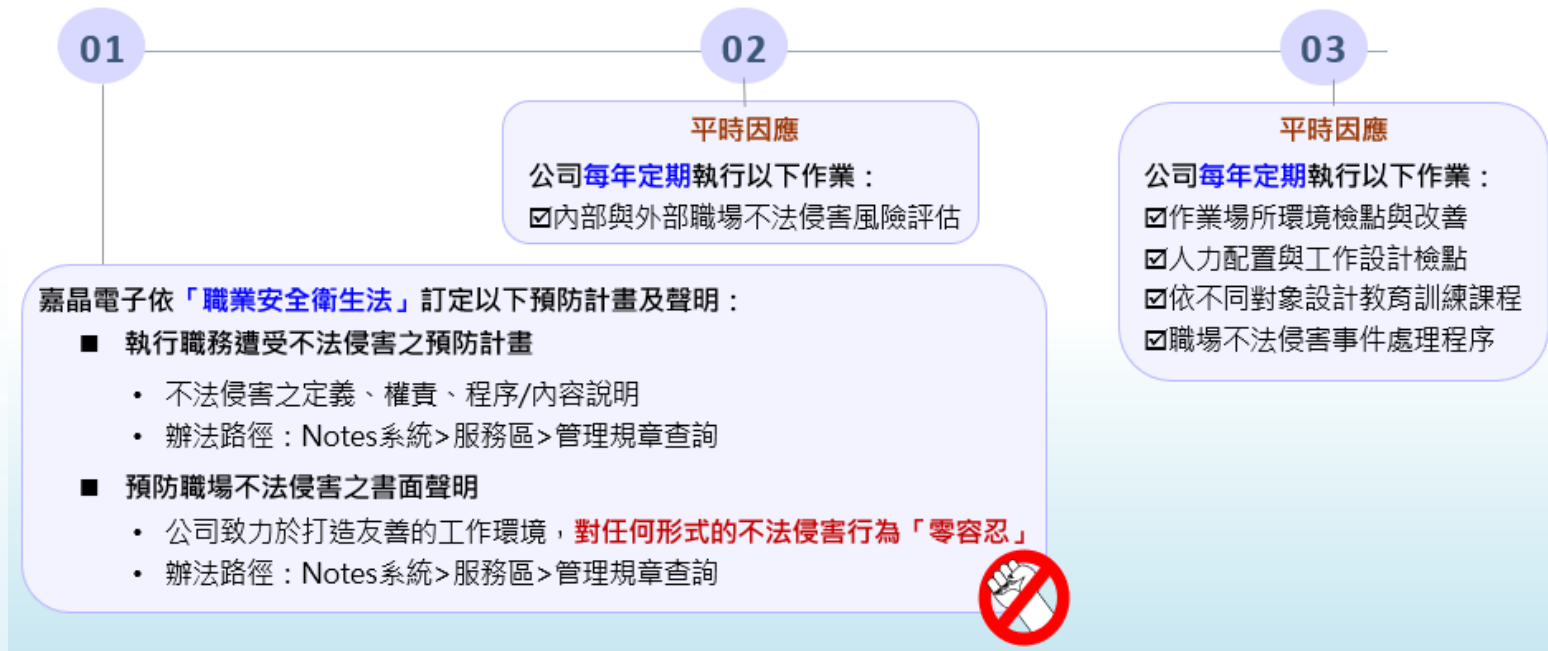 01
嘉晶電子依「職業安全衛生法」訂定以下預防計畫及聲明：
■ 執行職務遭受不法侵害之預防計畫
• 不法侵害之定義、權責、程序/內容說明
• 辦法路徑：Notes系統>服務區>管理規章查詢
■ 預防職場不法侵害之書面聲明
• 公司致力於打造友善的工作環境，對任何形式的不法侵害行為「零容忍」
• 辦法路徑：Notes系統>服務區>管理規章查詢
02
平時因應
公司每年定期執行以下作業：
☑內部與外部職場不法侵害風險評估
03
平時因應
公司每年定期執行以下作業：
☑作業場所環境檢點與改善
☑人力配置與工作設計檢點
☑依不同對象設計教育訓練課程
☑職場不法侵害事件處理程序